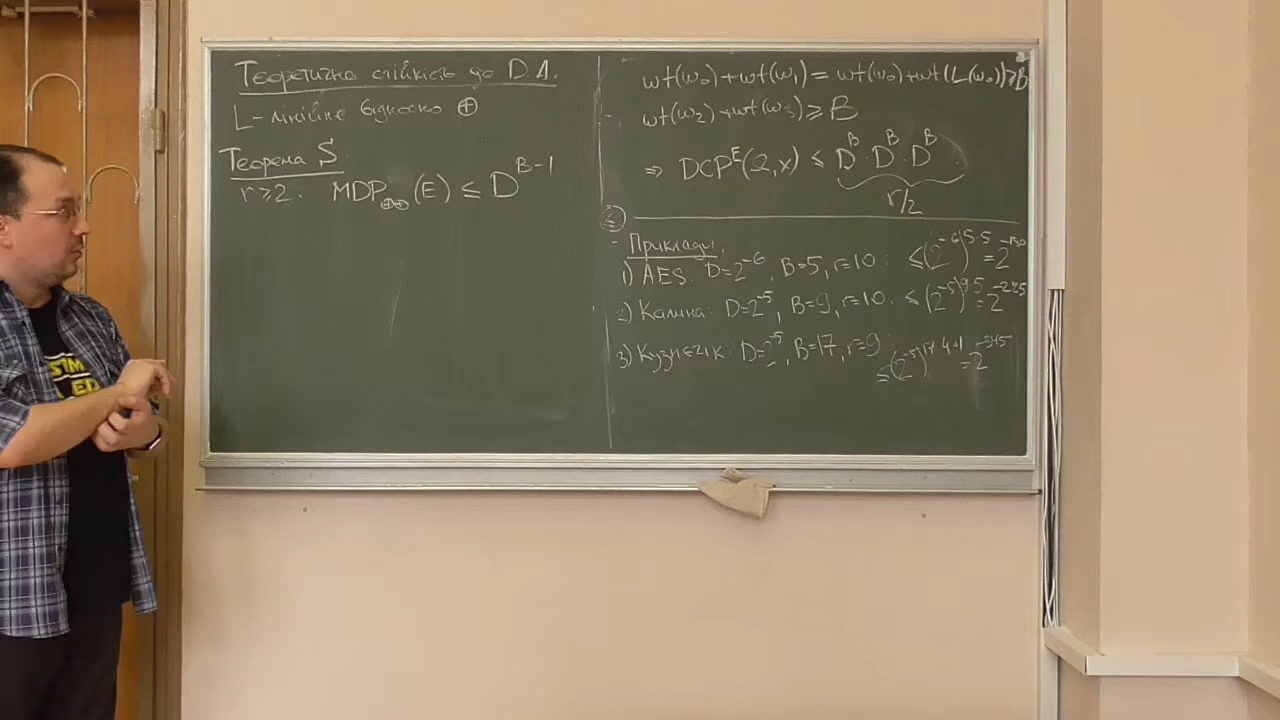 Теоретична стійкість до D.A.
L – лінійне відносно ⊕
Теорема S.
r ≥ 2. MDP⊕,⊕(E) ≤ D^{B-1}
wt(w₀)+wt(w₁) = wt(w₀)+wt(L(w₀)) ≥ B
wt(w₂)+wt(w₃) ≥ B
⇒ DCP^E(Ω,x) ≤ D^B · D^B · D^B · .
r/2
Приклади.
1) AES. D=2^{-6}, B=5, r=10: ≤(2^{-6})^{5·5} = 2^{-150}
2) Калина: D=2^{-5}, B=9, r=10. ≤(2^{-5})^{9·5} = 2^{-225}
3) Кузнєчік: D=2^{-5}, B=17, r=9: ≤(2^{-5})^{17·4+1} = 2^{-345}